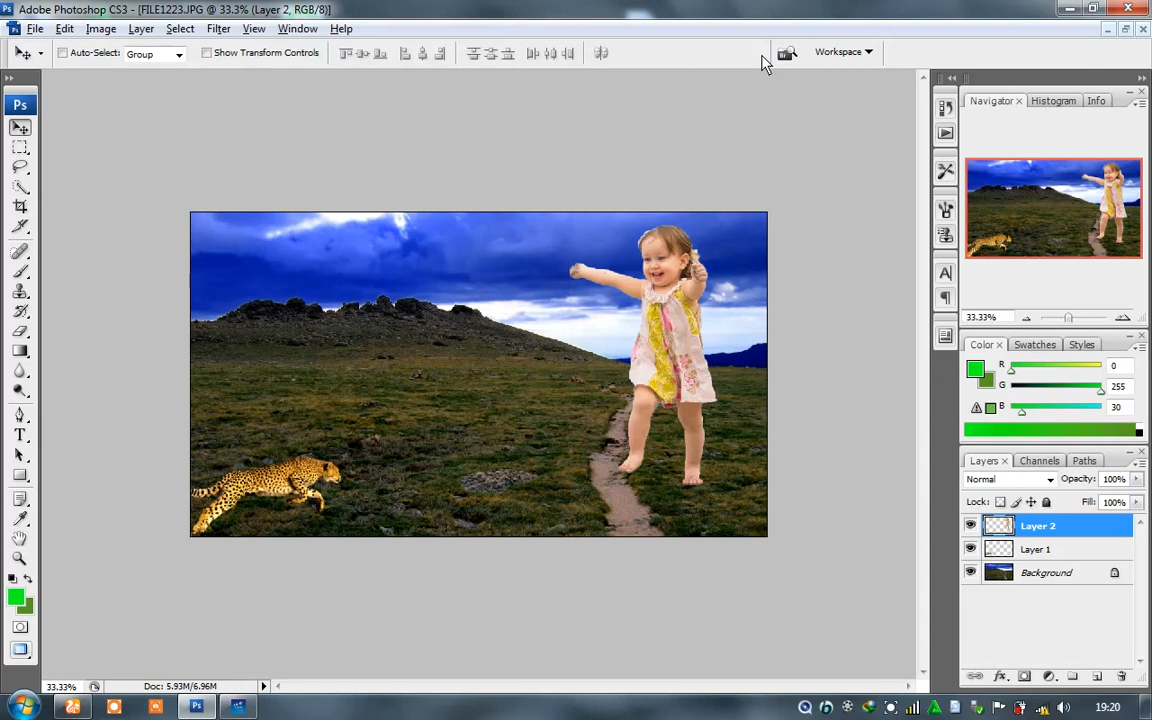 Adobe Photoshop CS3 - [FILE1223.JPG @ 33.3% (Layer 2, RGB/8)]
File Edit Image Layer Select Filter View Window Help
Auto-Select: Group Show Transform Controls Workspace
Ps
Navigator Histogram Info
33.33%
Color Swatches Styles
R 0
G 255
B 30
Layers Channels Paths
Normal Opacity: 100%
Lock: Fill: 100%
Layer 2
Layer 1
Background
33.33% Doc: 5.93M/6.96M
19:20